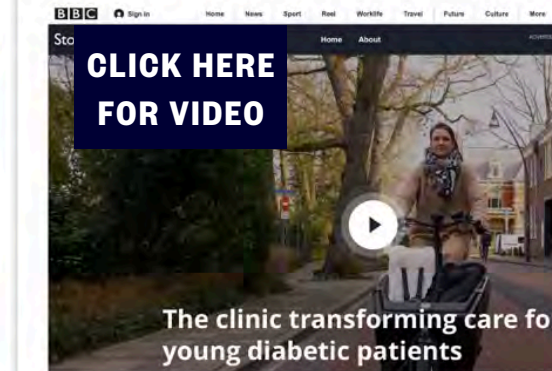 BBC Sign in Home News Sport Reel Worklife Travel Future Culture More
Sto Home About
CLICK HERE
FOR VIDEO
The clinic transforming care fo
young diabetic patients